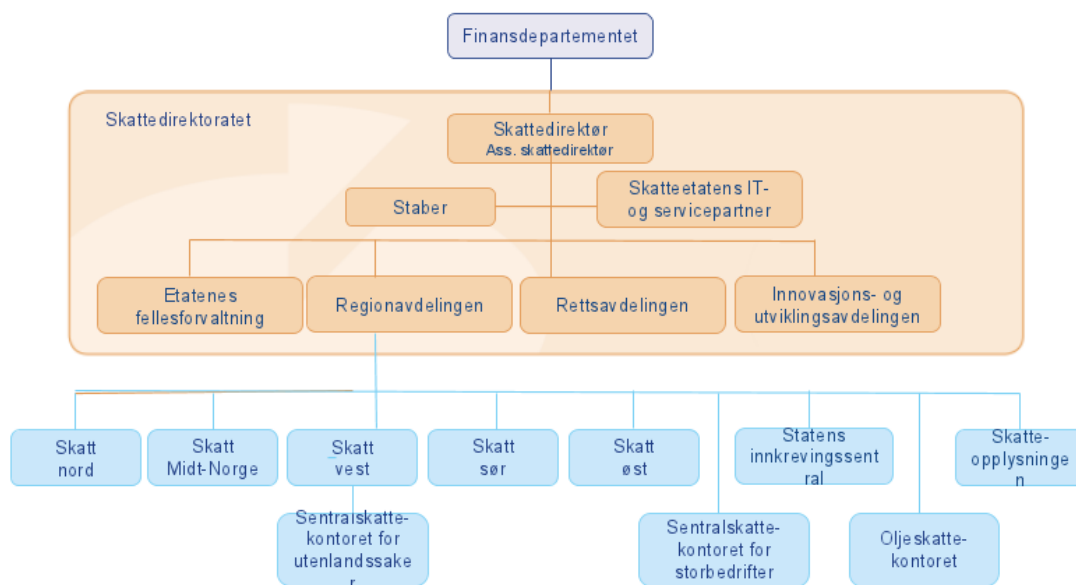 Finansdepartementet
Skattedirektoratet
Skattedirektør
Ass. skattedirektør
Staber
Skatteetatens IT-
og servicepartner
Etatenes
fellesforvaltning
Regionavdelingen
Rettsavdelingen
Innovasjons- og
utviklingsavdelingen
Skatt
nord
Skatt
Midt-Norge
Skatt
vest
Skatt
sør
Skatt
øst
Statens
innkrevingssent
ral
Skatte-
opplysninge
n
Sentralskatte-
kontoret for
utenlandssake
r
Sentralskatte-
kontoret for
storbedrifter
Oljeskatte-
kontoret